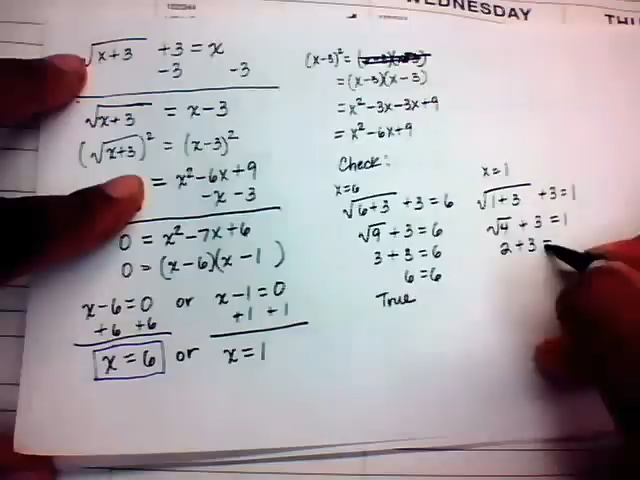 WEDNESDAY
THU
√x+3 +3 = x
-3 -3
√x+3 = x-3
(√x+3)² = (x-3)²
= x²-6x+9
-x -3
0 = x²-7x+6
0 = (x-6)(x-1)
x-6=0 or x-1=0
+6 +6 +1 +1
x=6 or x=1
(x-3)² =
= (x-3)(x-3)
= x²-3x-3x+9
= x²-6x+9
Check:
x=6
√6+3 +3 = 6
√9 +3 = 6
3+3=6
6=6
True
x=1
√1+3 +3=1
√4 +3 =1
2+3=